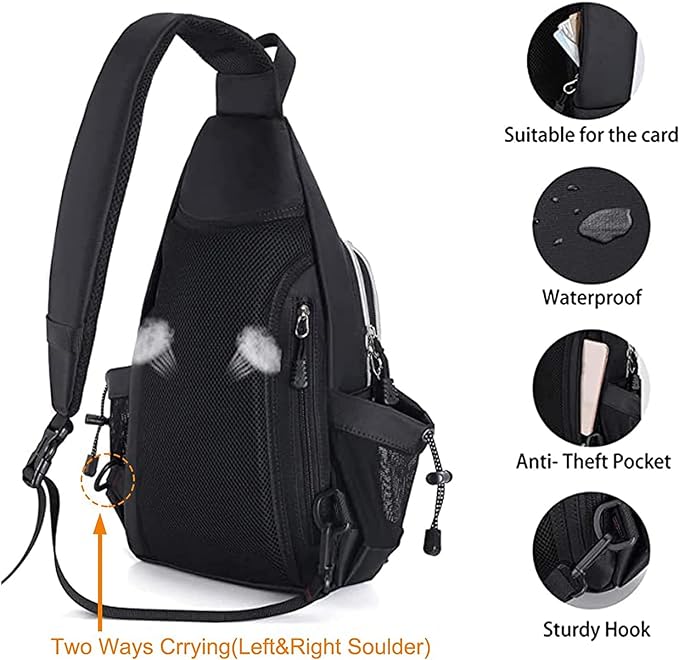 Suitable for the card
Waterproof
Anti- Theft Pocket
Sturdy Hook
Two Ways Crrying(Left&Right Soulder)